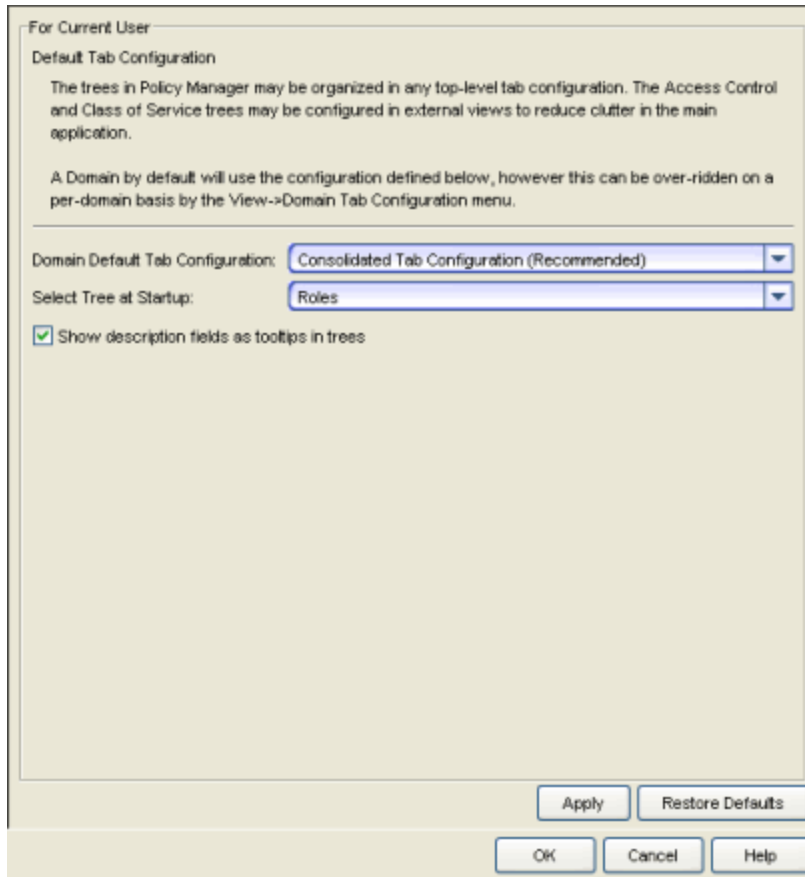 For Current User
Default Tab Configuration
The trees in Policy Manager may be organized in any top-level tab configuration. The Access Control
and Class of Service trees may be configured in external views to reduce clutter in the main
application.
A Domain by default will use the configuration defined below, however this can be over-ridden on a
per-domain basis by the View->Domain Tab Configuration menu.
Domain Default Tab Configuration: Consolidated Tab Configuration (Recommended)
Select Tree at Startup: Roles
Show description fields as tooltips in trees
Apply Restore Defaults
OK Cancel Help